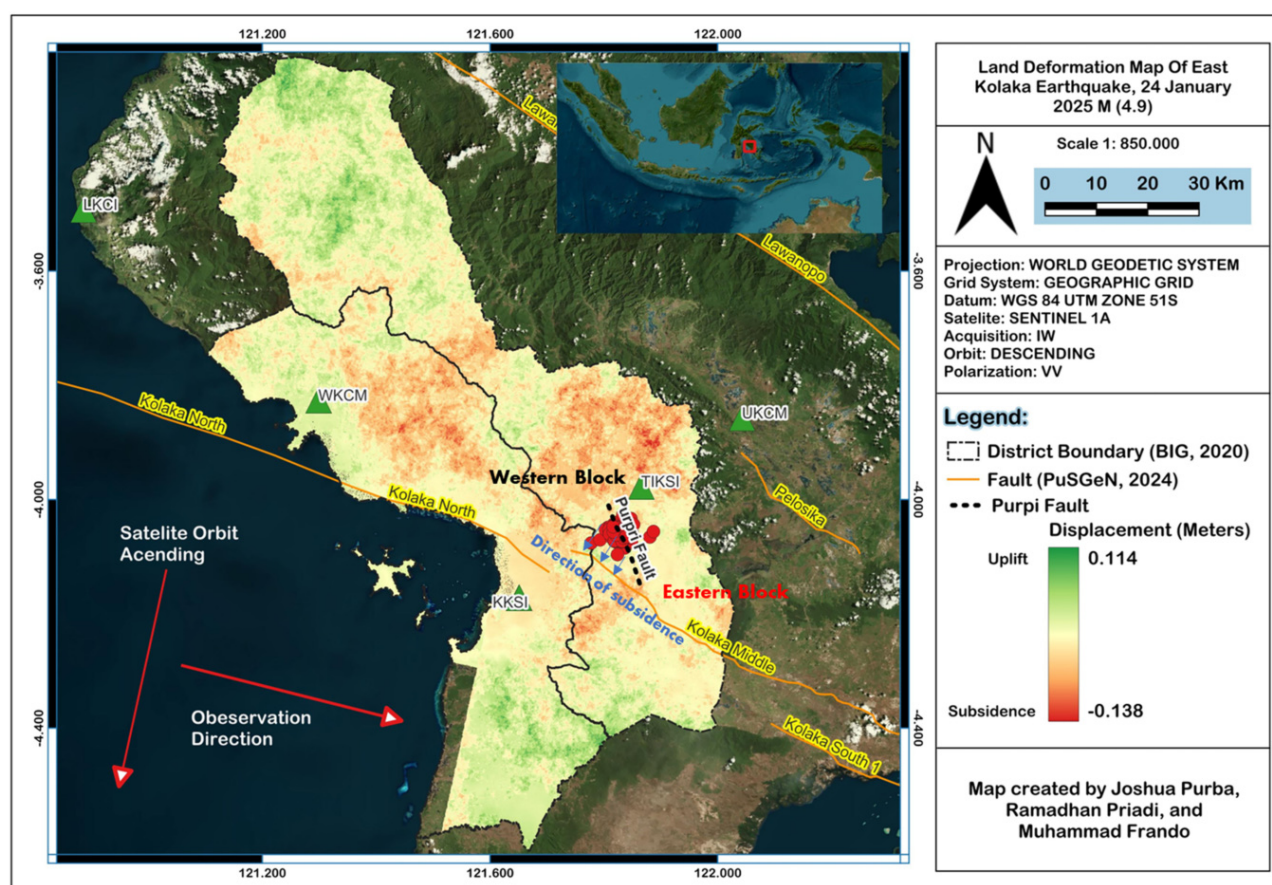 121.200
121.600
122.000
-3.600
-4.000
-4.400
-3.600
-4.000
-4.400
121.200
121.600
122.000
Lawanopo
LKCI
WKCM
UKCM
TIKSI
KKSI
Kolaka North
Kolaka North
Western Block
Purpri Fault
Direction of subsidence
Eastern Block
Pelosika
Kolaka Middle
Kolaka South 1
Satelite Orbit
Acending
Obeservation
Direction
Land Deformation Map Of East
Kolaka Earthquake, 24 January
2025 M (4.9)
N
Scale 1: 850.000
0 10 20 30 Km
Projection: WORLD GEODETIC SYSTEM
Grid System: GEOGRAPHIC GRID
Datum: WGS 84 UTM ZONE 51S
Satelite: SENTINEL 1A
Acquisition: IW
Orbit: DESCENDING
Polarization: VV
Legend:
District Boundary (BIG, 2020)
Fault (PuSGeN, 2024)
Purpi Fault
Displacement (Meters)
Uplift 0.114
Subsidence -0.138
Map created by Joshua Purba,
Ramadhan Priadi, and
Muhammad Frando